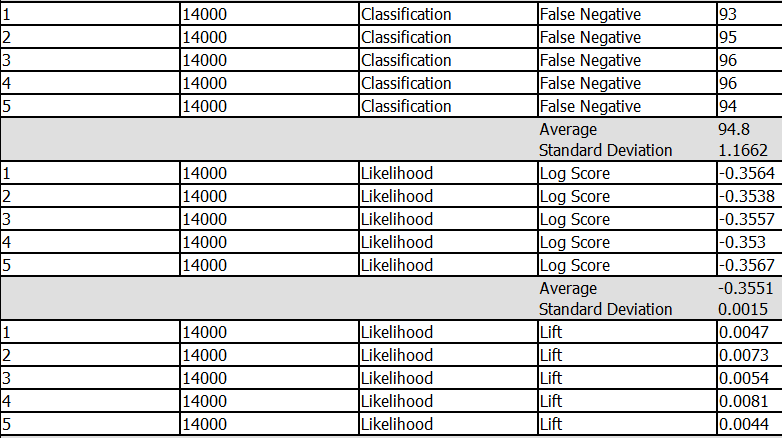 1 14000 Classification False Negative 93
2 14000 Classification False Negative 95
3 14000 Classification False Negative 96
4 14000 Classification False Negative 96
5 14000 Classification False Negative 94
Average 94.8
Standard Deviation 1.1662
1 14000 Likelihood Log Score -0.3564
2 14000 Likelihood Log Score -0.3538
3 14000 Likelihood Log Score -0.3557
4 14000 Likelihood Log Score -0.353
5 14000 Likelihood Log Score -0.3567
Average -0.3551
Standard Deviation 0.0015
1 14000 Likelihood Lift 0.0047
2 14000 Likelihood Lift 0.0073
3 14000 Likelihood Lift 0.0054
4 14000 Likelihood Lift 0.0081
5 14000 Likelihood Lift 0.0044